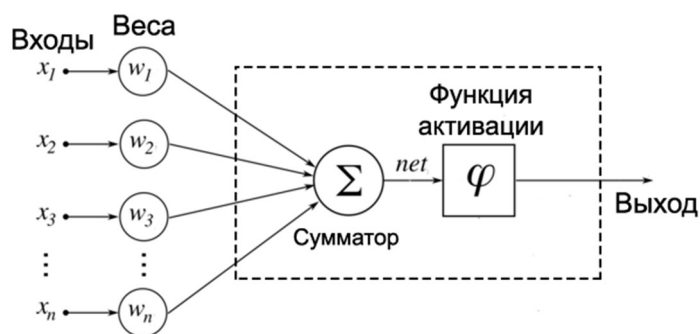 Входы
Веса
x1
w1
x2
w2
x3
w3
⋮
⋮
xn
wn
Σ
Сумматор
net
Функция
активации
φ
Выход